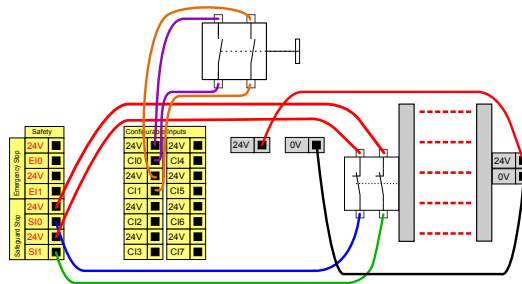 Safety
Emergency Stop
24V
EI0
24V
EI1
Safeguard Stop
24V
SI0
24V
SI1
Configurable Inputs
24V 24V
CI0 CI4
24V 24V
CI1 CI5
24V 24V
CI2 CI6
24V 24V
CI3 CI7
24V 0V
24V
0V